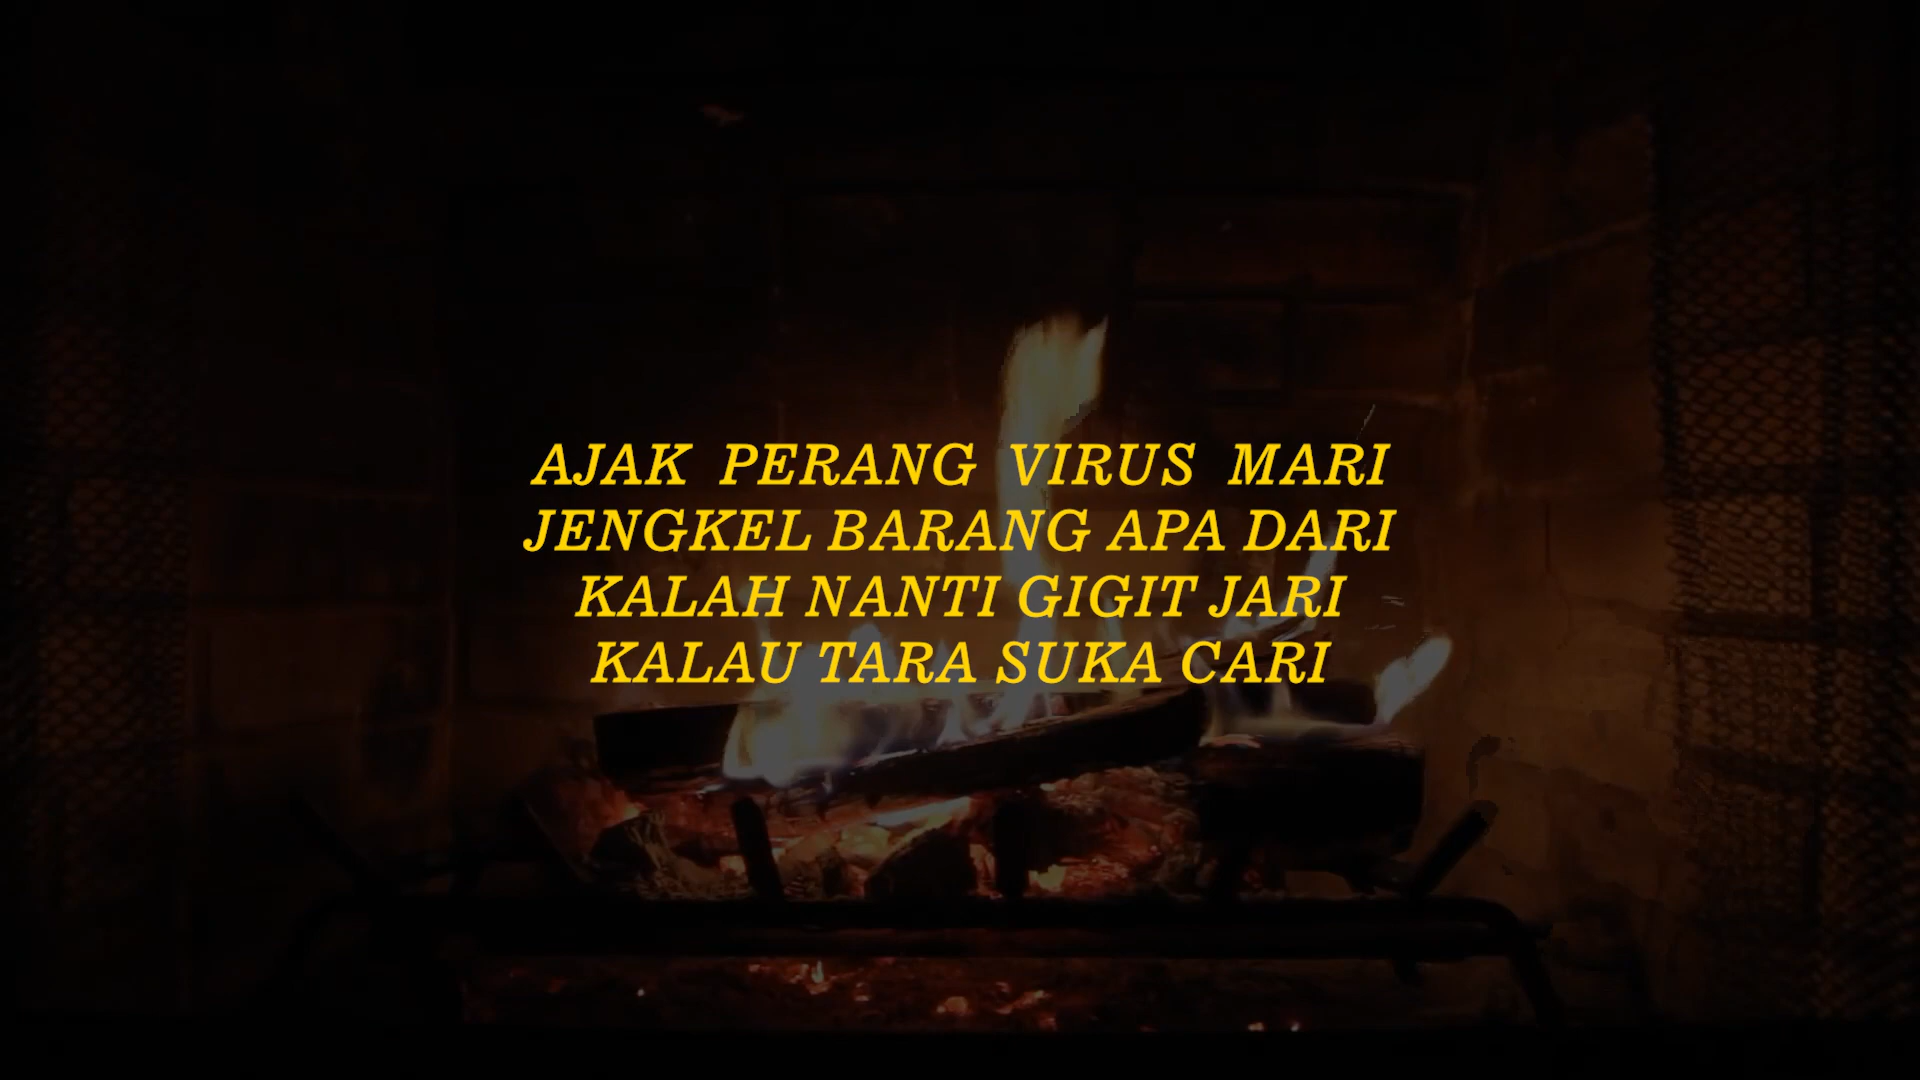 AJAK PERANG VIRUS MARI
JENGKEL BARANG APA DARI
KALAH NANTI GIGIT JARI
KALAU TARA SUKA CARI